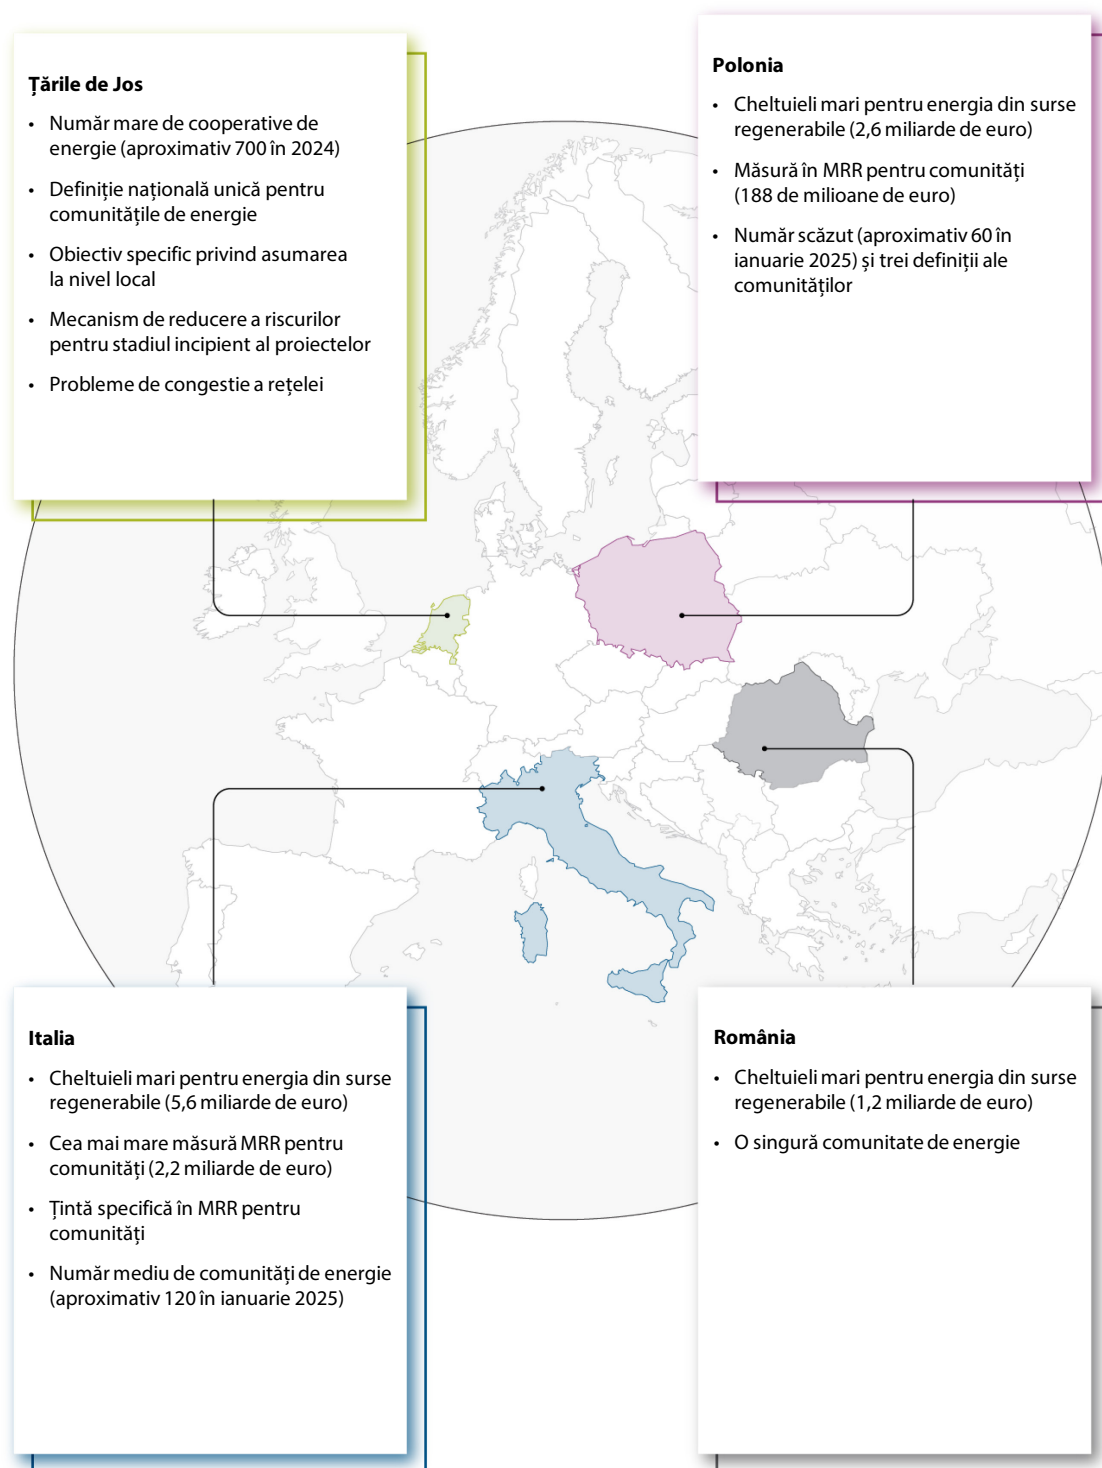 Țările de Jos
• Număr mare de cooperative de
energie (aproximativ 700 în 2024)
• Definiție națională unică pentru
comunitățile de energie
• Obiectiv specific privind asumarea
la nivel local
• Mecanism de reducere a riscurilor
pentru stadiul incipient al proiectelor
• Probleme de congestie a rețelei
Polonia
• Cheltuieli mari pentru energia din surse
regenerabile (2,6 miliarde de euro)
• Măsură în MRR pentru comunități
(188 de milioane de euro)
• Număr scăzut (aproximativ 60 în
ianuarie 2025) și trei definiții ale
comunităților
Italia
• Cheltuieli mari pentru energia din surse
regenerabile (5,6 miliarde de euro)
• Cea mai mare măsură MRR pentru
comunități (2,2 miliarde de euro)
• Țintă specifică în MRR pentru
comunități
• Număr mediu de comunități de energie
(aproximativ 120 în ianuarie 2025)
România
• Cheltuieli mari pentru energia din surse
regenerabile (1,2 miliarde de euro)
• O singură comunitate de energie